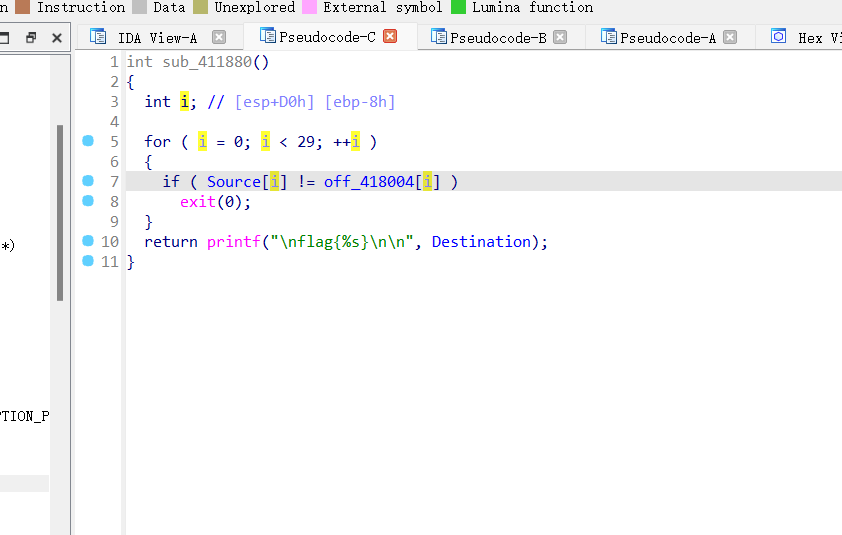 n Instruction Data Unexplored External symbol Lumina function
IDA View-A Pseudocode-C Pseudocode-B Pseudocode-A Hex Vi
1 int sub_411880()
2 {
3 int i; // [esp+D0h] [ebp-8h]
4
5 for ( i = 0; i < 29; ++i )
6 {
7 if ( Source[i] != off_418004[i] )
8 exit(0);
9 }
10 return printf("\nflag{%s}\n\n", Destination);
11 }
*)
TION_P